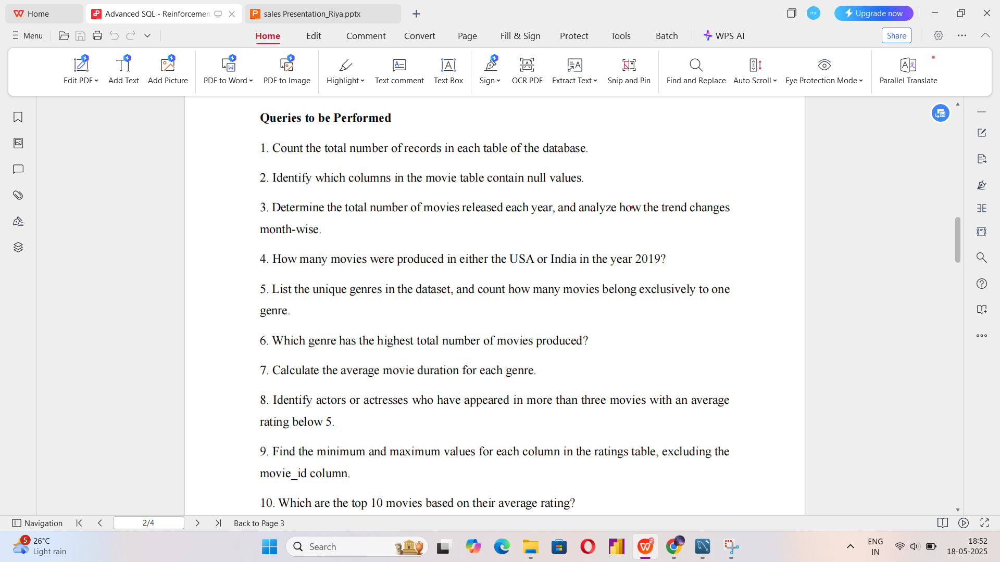 Home
Advanced SQL - Reinforcemen
sales Presentation_Riya.pptx
mr
Upgrade now
Menu
Home Edit Comment Convert Page Fill & Sign Protect Tools Batch WPS AI
Share
Edit PDF Add Text Add Picture PDF to Word PDF to Image Highlight Text comment Text Box Sign OCR PDF Extract Text Snip and Pin Find and Replace Auto Scroll Eye Protection Mode Parallel Translate
Queries to be Performed
1. Count the total number of records in each table of the database.
2. Identify which columns in the movie table contain null values.
3. Determine the total number of movies released each year, and analyze how the trend changes
month-wise.
4. How many movies were produced in either the USA or India in the year 2019?
5. List the unique genres in the dataset, and count how many movies belong exclusively to one
genre.
6. Which genre has the highest total number of movies produced?
7. Calculate the average movie duration for each genre.
8. Identify actors or actresses who have appeared in more than three movies with an average
rating below 5.
9. Find the minimum and maximum values for each column in the ratings table, excluding the
movie_id column.
10. Which are the top 10 movies based on their average rating?
Navigation
2/4
Back to Page 3
5
26°C
Light rain
Search
ENG
IN
18:52
18-05-2025